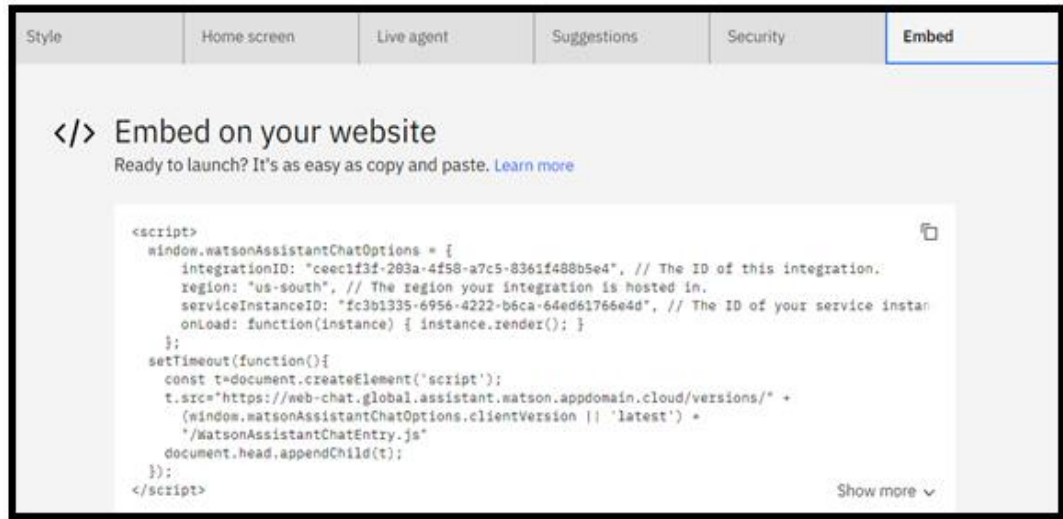 Style Home screen Live agent Suggestions Security Embed
</> Embed on your website
Ready to launch? It's as easy as copy and paste. Learn more
<script>
window.watsonAssistantChatOptions = {
integrationID: "ceec1f3f-203a-4f58-a7c5-8361f488b5e4", // The ID of this integration.
region: "us-south", // The region your integration is hosted in.
serviceInstanceID: "fc3b1335-6956-4222-b6ca-64ed61766e4d", // The ID of your service instan
onLoad: function(instance) { instance.render(); }
};
setTimeout(function(){
const t=document.createElement('script');
t.src="https://web-chat.global.assistant.watson.appdomain.cloud/versions/" +
(window.watsonAssistantChatOptions.clientVersion || 'latest') +
"/WatsonAssistantChatEntry.js"
document.head.appendChild(t);
});
</script>
Show more